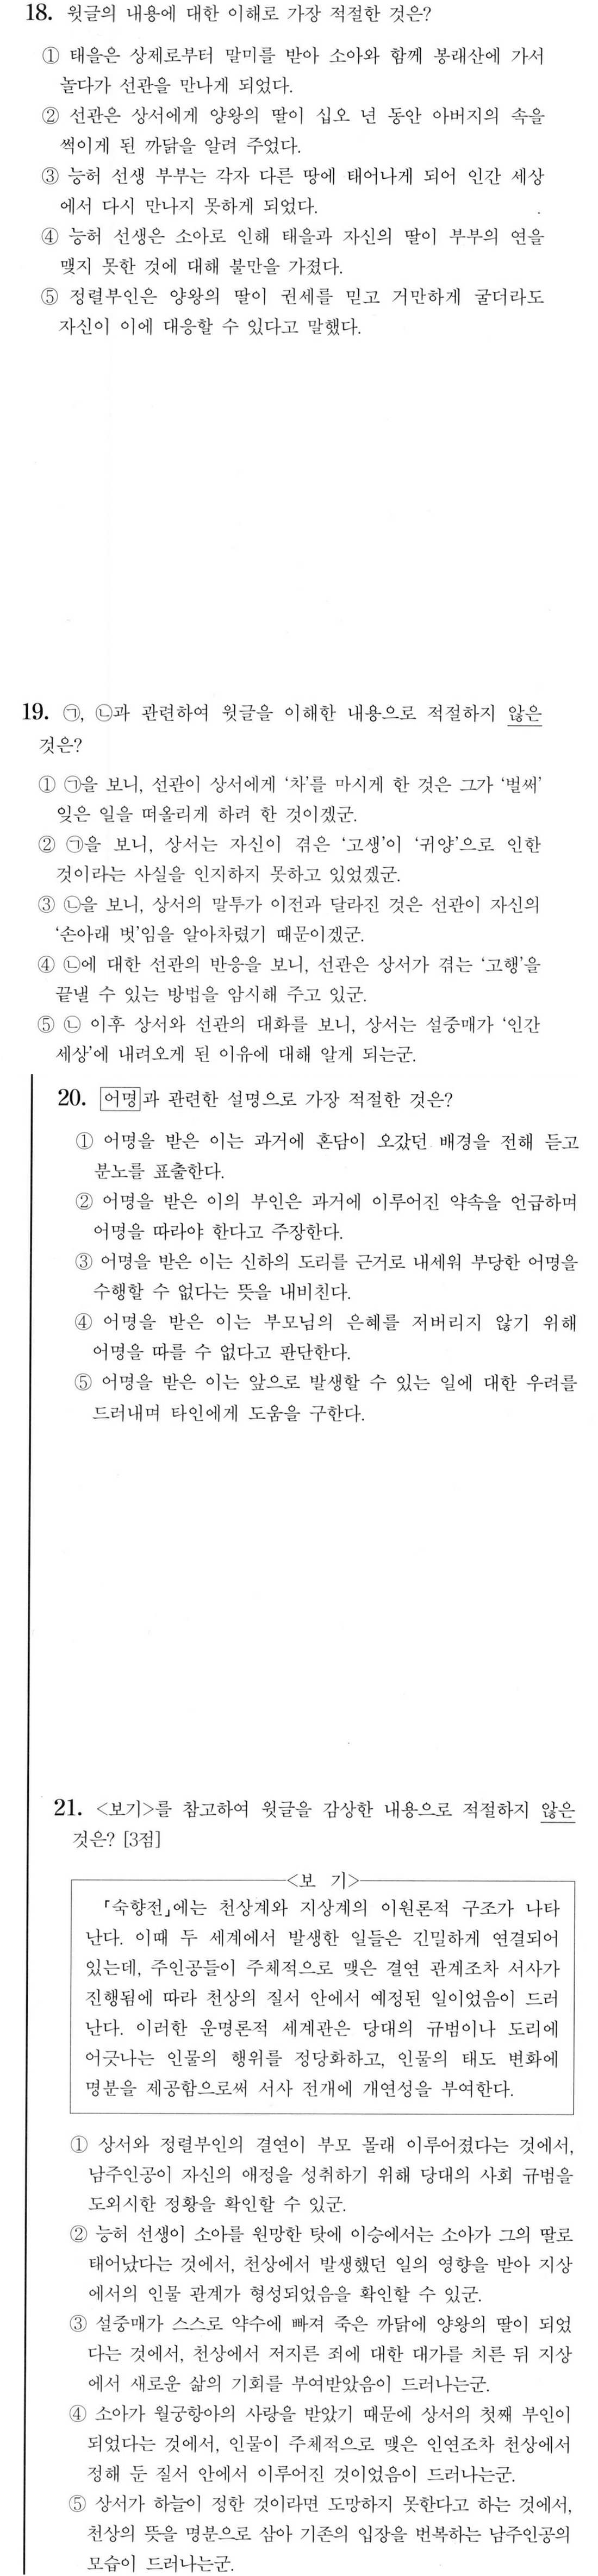 18. 윗글의 내용에 대한 이해로 가장 적절한 것은?
① 태을은 상제로부터 말미를 받아 소아와 함께 봉래산에 가서
놀다가 선관을 만나게 되었다.
② 선관은 상서에게 양왕의 딸이 십오 년 동안 아버지의 속을
썩이게 된 까닭을 알려 주었다.
③ 능허 선생 부부는 각자 다른 땅에 태어나게 되어 인간 세상
에서 다시 만나지 못하게 되었다.
④ 능허 선생은 소아로 인해 태을과 자신의 딸이 부부의 연을
맺지 못한 것에 대해 불만을 가졌다.
⑤ 정렬부인은 양왕의 딸이 권세를 믿고 거만하게 굴더라도
자신이 이에 대응할 수 있다고 말했다.
19. ㉠, ㉡과 관련하여 윗글을 이해한 내용으로 적절하지 않은
것은?
① ㉠을 보니, 선관이 상서에게 '차'를 마시게 한 것은 그가 '벌써'
잊은 일을 떠올리게 하려 한 것이겠군.
② ㉠을 보니, 상서는 자신이 겪은 '고생'이 '귀양'으로 인한
것이라는 사실을 인지하지 못하고 있었겠군.
③ ㉡을 보니, 상서의 말투가 이전과 달라진 것은 선관이 자신의
'손아래 벗'임을 알아차렸기 때문이겠군.
④ ㉡에 대한 선관의 반응을 보니, 선관은 상서가 겪는 '고행'을
끝낼 수 있는 방법을 암시해 주고 있군.
⑤ ㉡ 이후 상서와 선관의 대화를 보니, 상서는 설중매가 '인간
세상'에 내려오게 된 이유에 대해 알게 되는군.
20. 어명과 관련한 설명으로 가장 적절한 것은?
① 어명을 받은 이는 과거에 혼담이 오갔던 배경을 전해 듣고
분노를 표출한다.
② 어명을 받은 이의 부인은 과거에 이루어진 약속을 언급하며
어명을 따라야 한다고 주장한다.
③ 어명을 받은 이는 신하의 도리를 근거로 내세워 부당한 어명을
수행할 수 없다는 뜻을 내비친다.
④ 어명을 받은 이는 부모님의 은혜를 저버리지 않기 위해
어명을 따를 수 없다고 판단한다.
⑤ 어명을 받은 이는 앞으로 발생할 수 있는 일에 대한 우려를
드러내며 타인에게 도움을 구한다.
21. <보기>를 참고하여 윗글을 감상한 내용으로 적절하지 않은
것은? [3점]
<보 기>
「숙향전」에는 천상계와 지상계의 이원론적 구조가 나타
난다. 이때 두 세계에서 발생한 일들은 긴밀하게 연결되어
있는데, 주인공들이 주체적으로 맺은 결연 관계조차 서사가
진행됨에 따라 천상의 질서 안에서 예정된 일이었음이 드러
난다. 이러한 운명론적 세계관은 당대의 규범이나 도리에
어긋나는 인물의 행위를 정당화하고, 인물의 태도 변화에
명분을 제공함으로써 서사 전개에 개연성을 부여한다.
① 상서와 정렬부인의 결연이 부모 몰래 이루어졌다는 것에서,
남주인공이 자신의 애정을 성취하기 위해 당대의 사회 규범을
도외시한 정황을 확인할 수 있군.
② 능허 선생이 소아를 원망한 탓에 이승에서는 소아가 그의 딸로
태어났다는 것에서, 천상에서 발생했던 일의 영향을 받아 지상
에서의 인물 관계가 형성되었음을 확인할 수 있군.
③ 설중매가 스스로 약수에 빠져 죽은 까닭에 양왕의 딸이 되었
다는 것에서, 천상에서 저지른 죄에 대한 대가를 치른 뒤 지상
에서 새로운 삶의 기회를 부여받았음이 드러나는군.
④ 소아가 월궁항아의 사랑을 받았기 때문에 상서의 첫째 부인이
되었다는 것에서, 인물이 주체적으로 맺은 인연조차 천상에서
정해 둔 질서 안에서 이루어진 것이었음이 드러나는군.
⑤ 상서가 하늘이 정한 것이라면 도망하지 못한다고 하는 것에서,
천상의 뜻을 명분으로 삼아 기존의 입장을 번복하는 남주인공의
모습이 드러나는군.